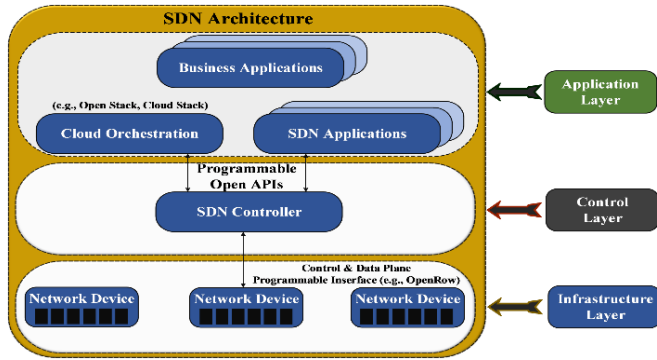 SDN Architecture
Business Applications
(e.g., Open Stack, Cloud Stack)
Cloud Orchestration
SDN Applications
Application
Layer
Programmable
Open APIs
SDN Controller
Control
Layer
Control & Data Plane
Programmable Inserface (e.g., OpenRow)
Network Device
Network Device
Network Device
Infrastructure
Layer